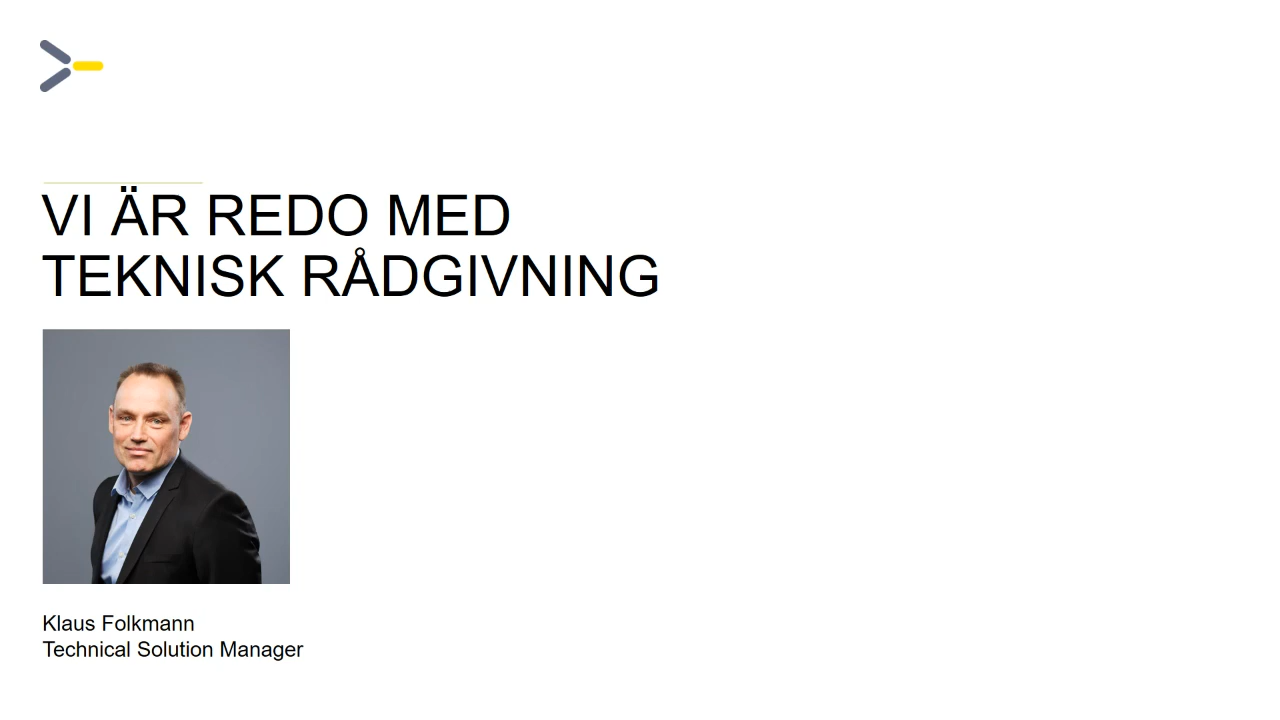 VI ÄR REDO MED
TEKNISK RÅDGIVNING
Klaus Folkmann
Technical Solution Manager